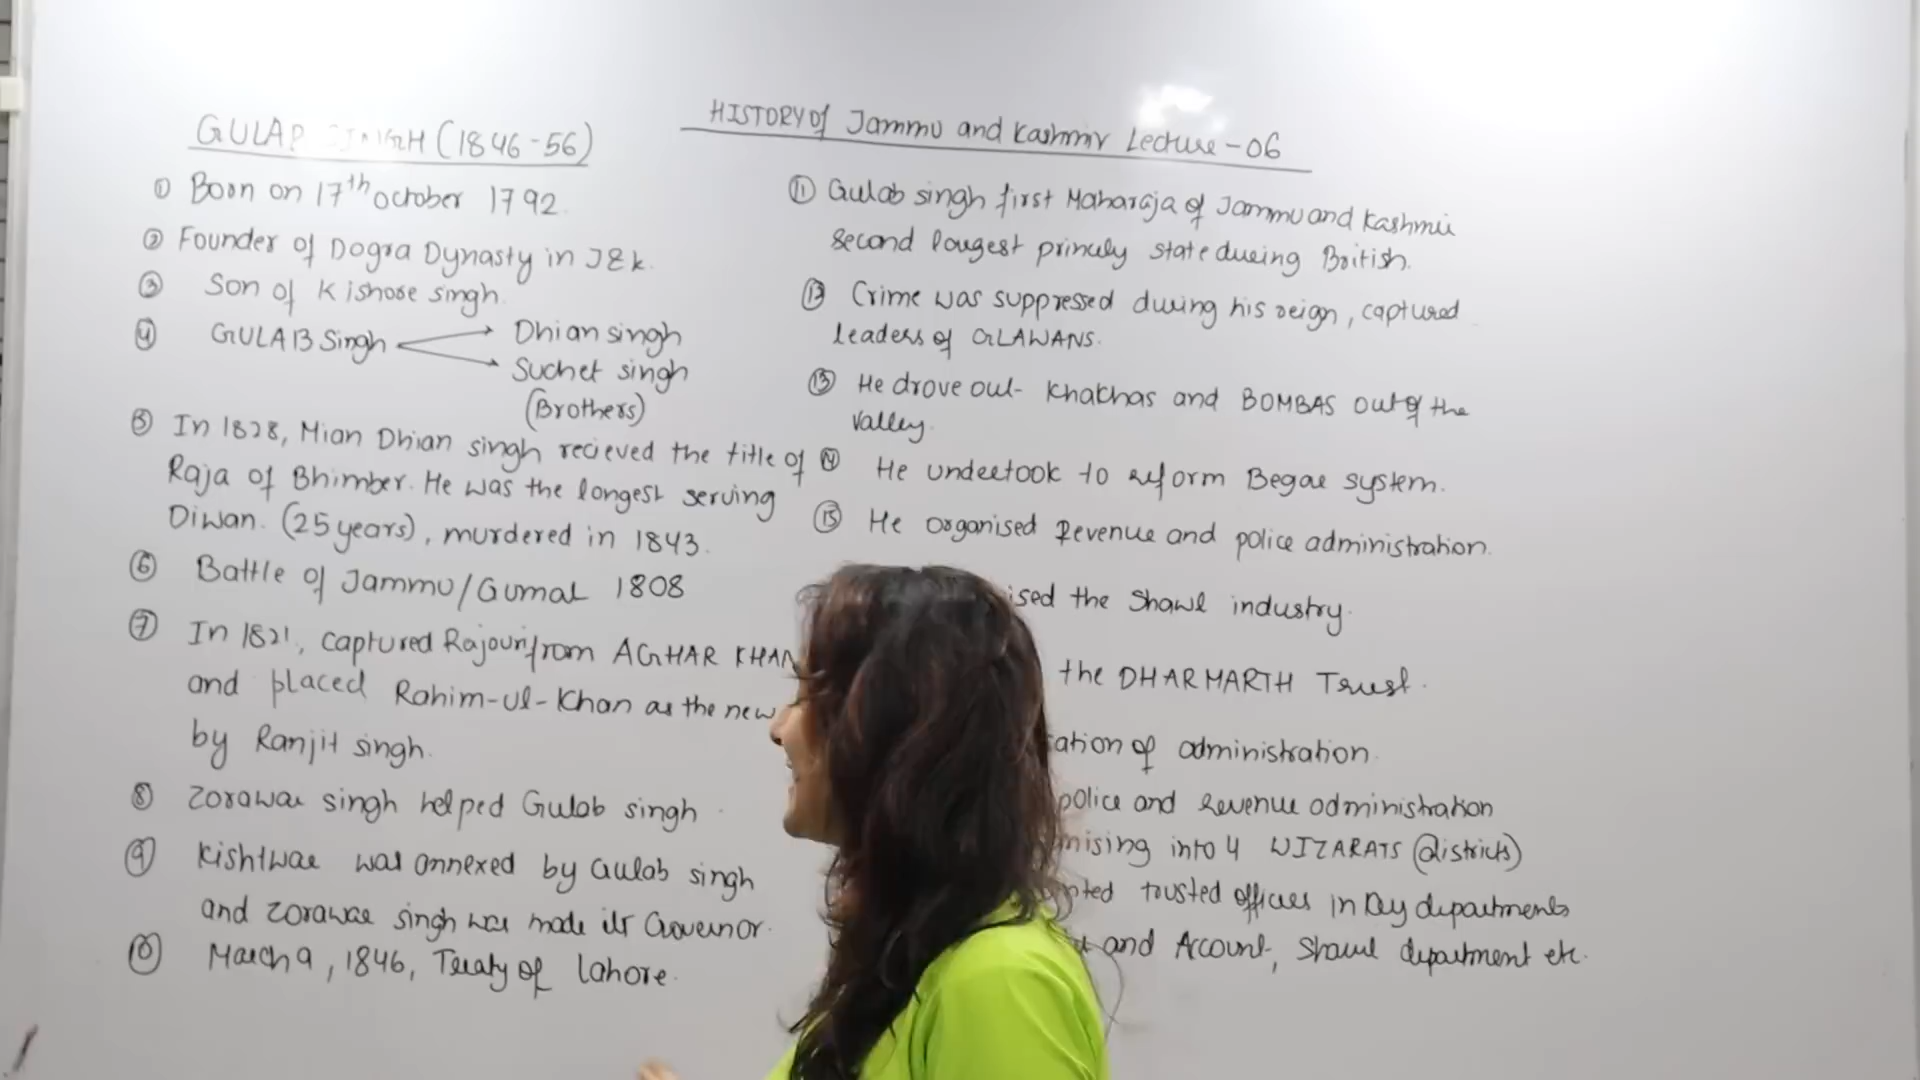 HISTORY of Jammu and Kashmir Lecture - 06
GULAB SINGH (1846-56)
① Born on 17th october 1792.
② Founder of Dogra Dynasty in J&k.
③ Son of Kishore singh.
④ GULAB Singh
Dhian singh
Suchet singh
(Brothers)
⑤ In 1828, Mian Dhian singh recieved the title of
Raja of Bhimber. He was the longest serving
Diwan. (25 years), murdered in 1843.
⑥ Battle of Jammu/Gumat 1808
⑦ In 1821, captured Rajouri from AGHAR KHAN
and placed Rahim-ul-Khan as the new
by Ranjit singh.
⑧ Zorawar singh helped Gulab singh
⑨ Kishtwar was annexed by Gulab singh
and zorawar singh was made its Governor.
⑩ March 9, 1846, Treaty of Lahore.
⑪ Gulab singh first Maharaja of Jammu and Kashmir
second largest princely state during British.
Crime was suppressed during his reign, captured
leaders of GLAWANS.
⑬ He drove out Khakhas and BOMBAS out of the
valley.
⑭ He undertook to reform Begar system.
⑮ He organised Revenue and police administration.
the Shawl industry.
the DHARMARTH Trust.
of administration.
police and revenue administration
into 4 WIZARATS (Districts)
trusted officers in key departments
and Account, Shawl department etc.